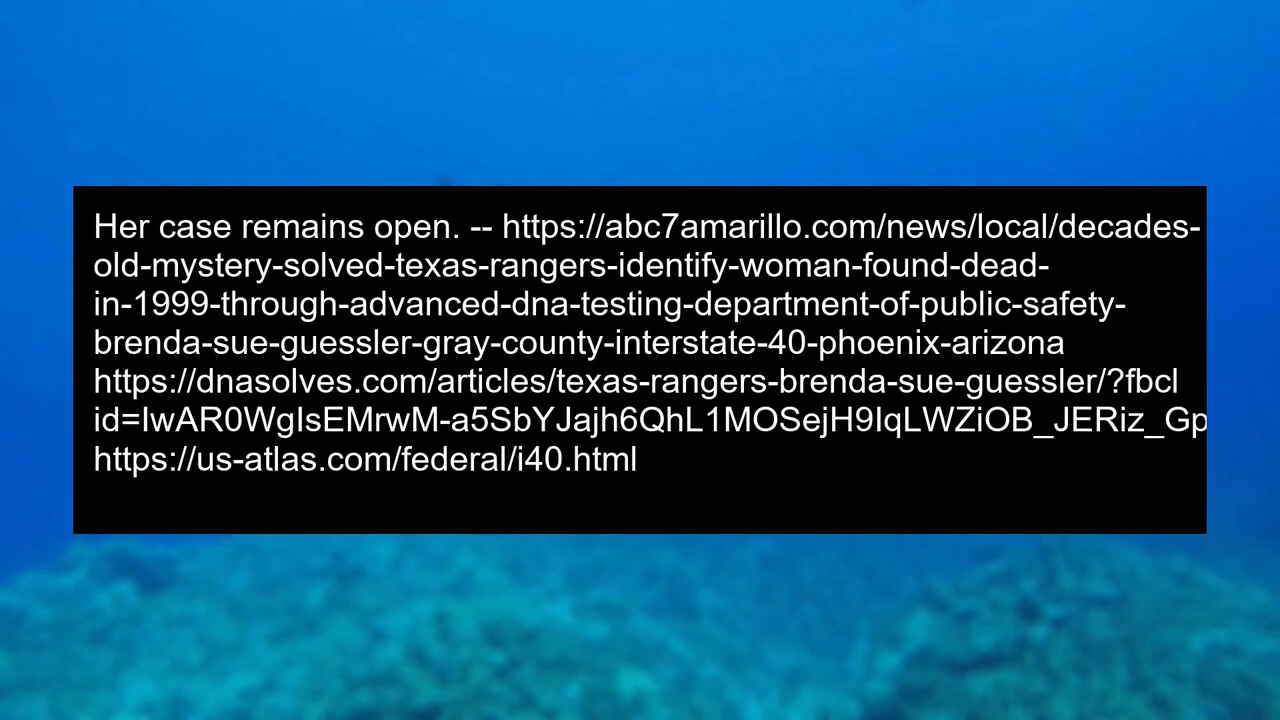 Her case remains open. -- https://abc7amarillo.com/news/local/decades-
old-mystery-solved-texas-rangers-identify-woman-found-dead-
in-1999-through-advanced-dna-testing-department-of-public-safety-
brenda-sue-guessler-gray-county-interstate-40-phoenix-arizona
https://dnasolves.com/articles/texas-rangers-brenda-sue-guessler/?fbcl
id=IwAR0WgIsEMrwM-a5SbYJajh6QhL1MOSejH9IqLWZiOB_JERiz_Gp
https://us-atlas.com/federal/i40.html